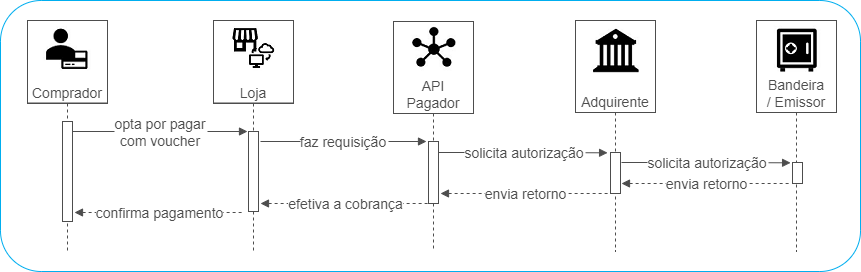 Comprador
Loja
API
Pagador
Adquirente
Bandeira
/ Emissor
opta por pagar
com voucher
faz requisição
solicita autorização
solicita autorização
envia retorno
envia retorno
efetiva a cobrança
confirma pagamento